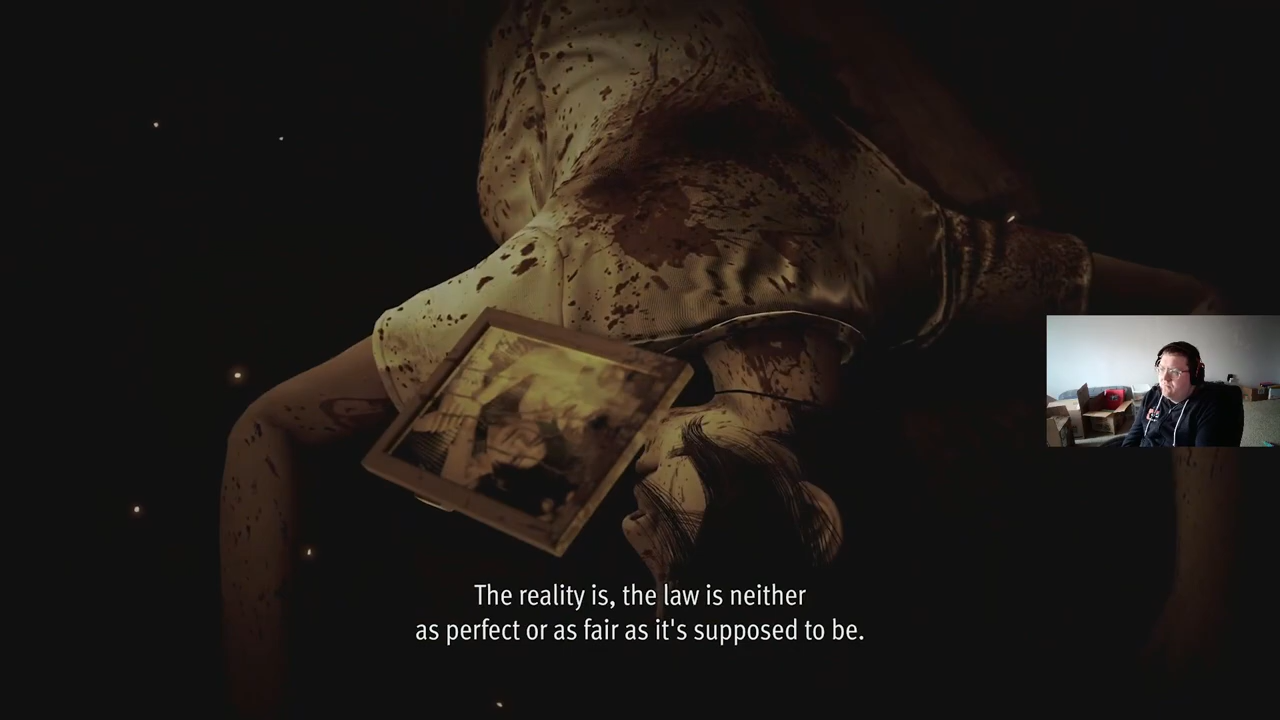 The reality is, the law is neither
as perfect or as fair as it's supposed to be.